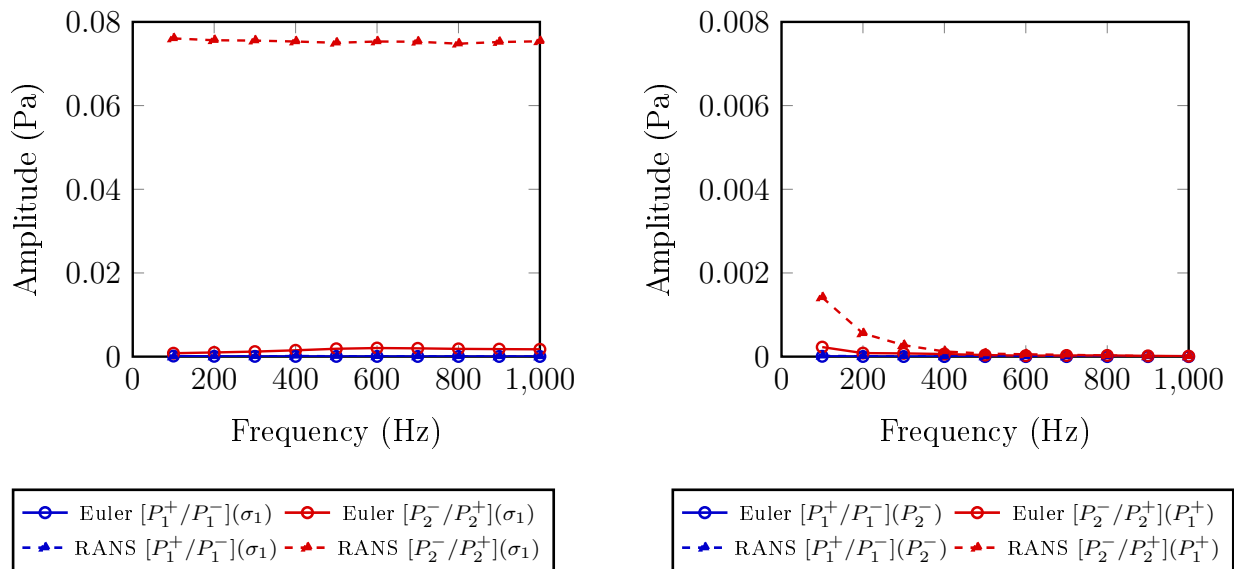 0.08
0.06
0.04
0.02
0
Amplitude (Pa)
0 200 400 600 800 1,000
Frequency (Hz)
Euler [P₁⁺/P₁⁻](σ₁) Euler [P₂⁻/P₂⁺](σ₁)
RANS [P₁⁺/P₁⁻](σ₁) RANS [P₂⁻/P₂⁺](σ₁)
0.008
0.006
0.004
0.002
0
Amplitude (Pa)
0 200 400 600 800 1,000
Frequency (Hz)
Euler [P₁⁺/P₁⁻](P₂⁻) Euler [P₂⁻/P₂⁺](P₁⁺)
RANS [P₁⁺/P₁⁻](P₂⁻) RANS [P₂⁻/P₂⁺](P₁⁺)